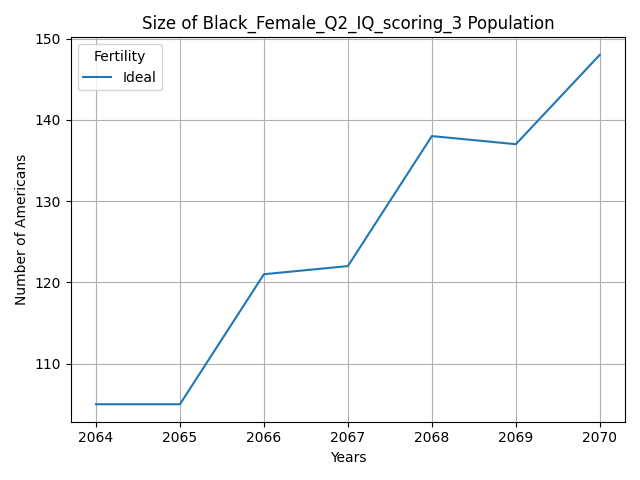 Size of Black_Female_Q2_IQ_scoring_3 Population
Fertility
Ideal
150
140
130
120
110
Number of Americans
2064 2065 2066 2067 2068 2069 2070
Years